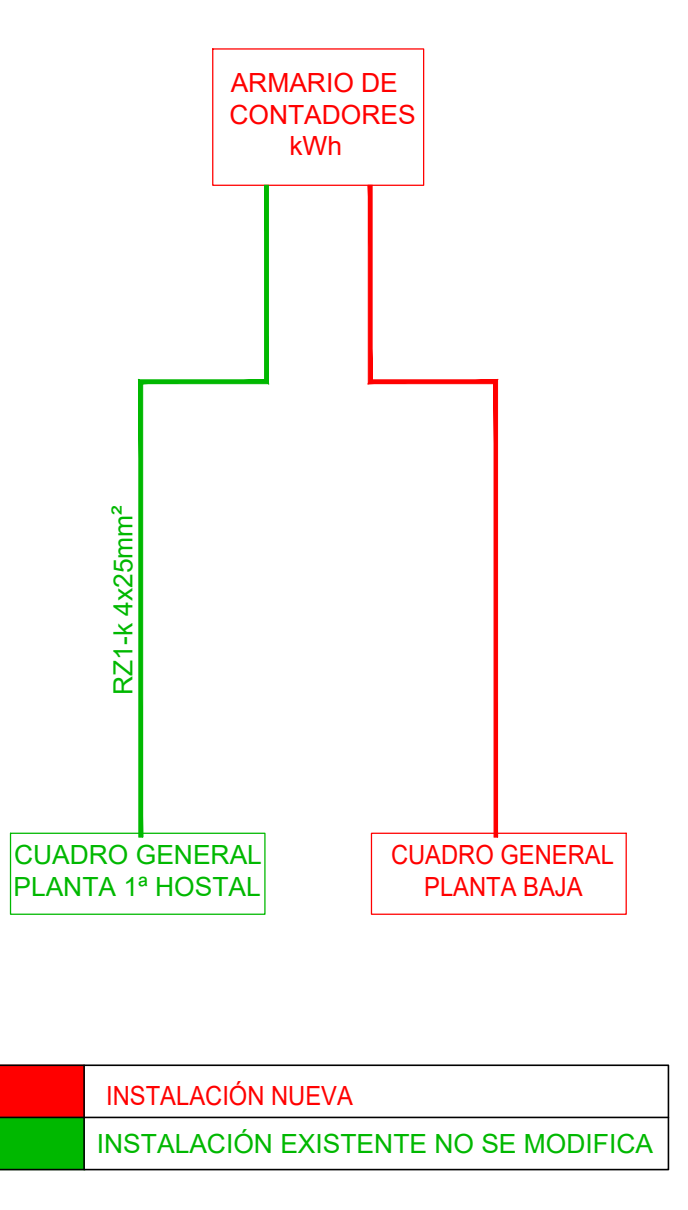 ARMARIO DE
CONTADORES
kWh
RZ1-k 4x25mm²
CUADRO GENERAL
PLANTA 1ª HOSTAL
CUADRO GENERAL
PLANTA BAJA
INSTALACIÓN NUEVA
INSTALACIÓN EXISTENTE NO SE MODIFICA